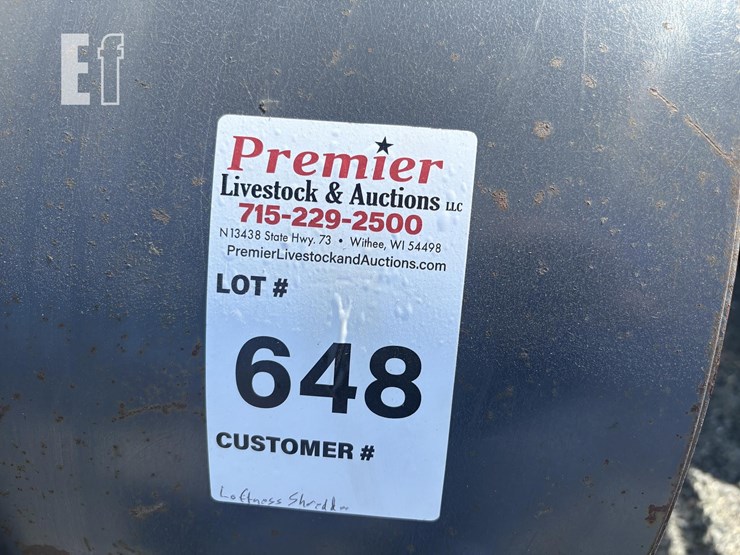 Ef
Premier
Livestock & Auctions LLC
715-229-2500
N13438 State Hwy. 73 • Withee, WI 54498
PremierLivestockandAuctions.com
LOT #
648
CUSTOMER #
Loftness Shredder